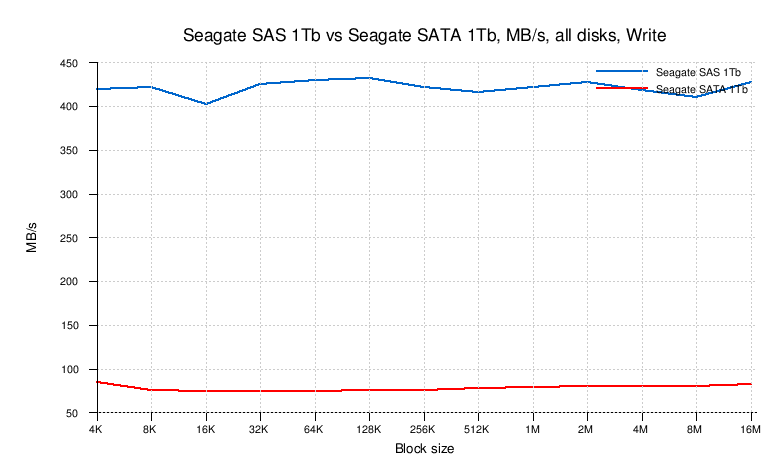 Seagate SAS 1Tb vs Seagate SATA 1Tb, MB/s, all disks, Write
Seagate SAS 1Tb
Seagate SATA 1Tb
MB/s
450
400
350
300
250
200
150
100
50
4K 8K 16K 32K 64K 128K 256K 512K 1M 2M 4M 8M 16M
Block size